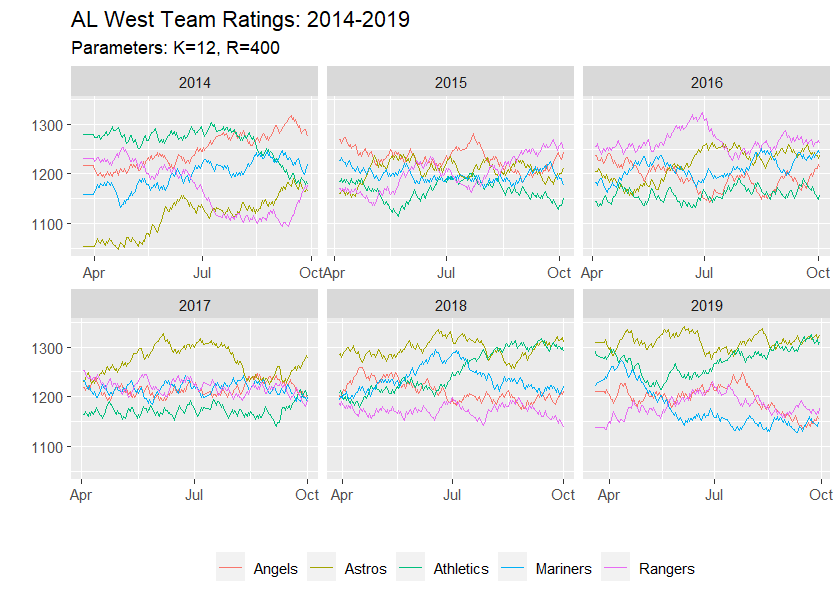 AL West Team Ratings: 2014-2019
Parameters: K=12, R=400
2014 2015 2016
1300
1200
1100
Apr Jul Oct Apr Jul Oct Apr Jul Oct
2017 2018 2019
1300
1200
1100
Apr Jul Oct Apr Jul Oct Apr Jul Oct
Angels Astros Athletics Mariners Rangers